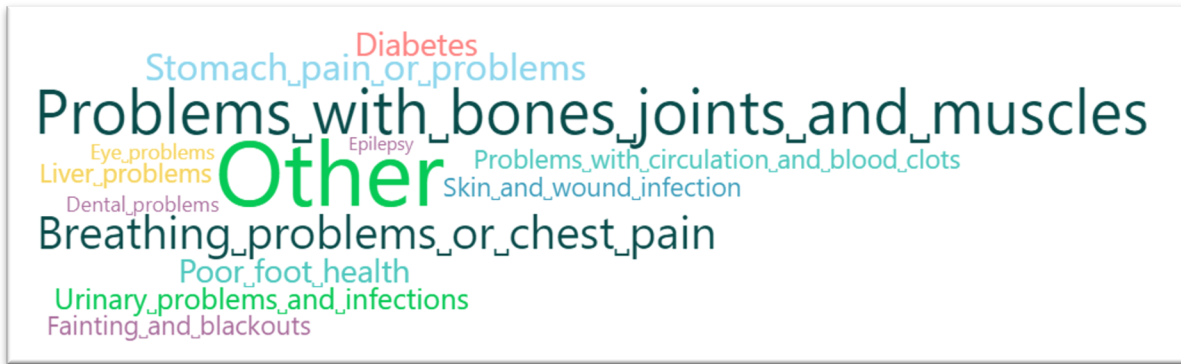 Diabetes
Stomach␣pain␣or␣problems
Problems␣with␣bones␣joints␣and␣muscles
Epilepsy
Eye␣problems
Other
Problems␣with␣circulation␣and␣blood␣clots
Liver␣problems
Skin␣and␣wound␣infection
Dental␣problems
Breathing␣problems␣or␣chest␣pain
Poor␣foot␣health
Urinary␣problems␣and␣infections
Fainting␣and␣blackouts